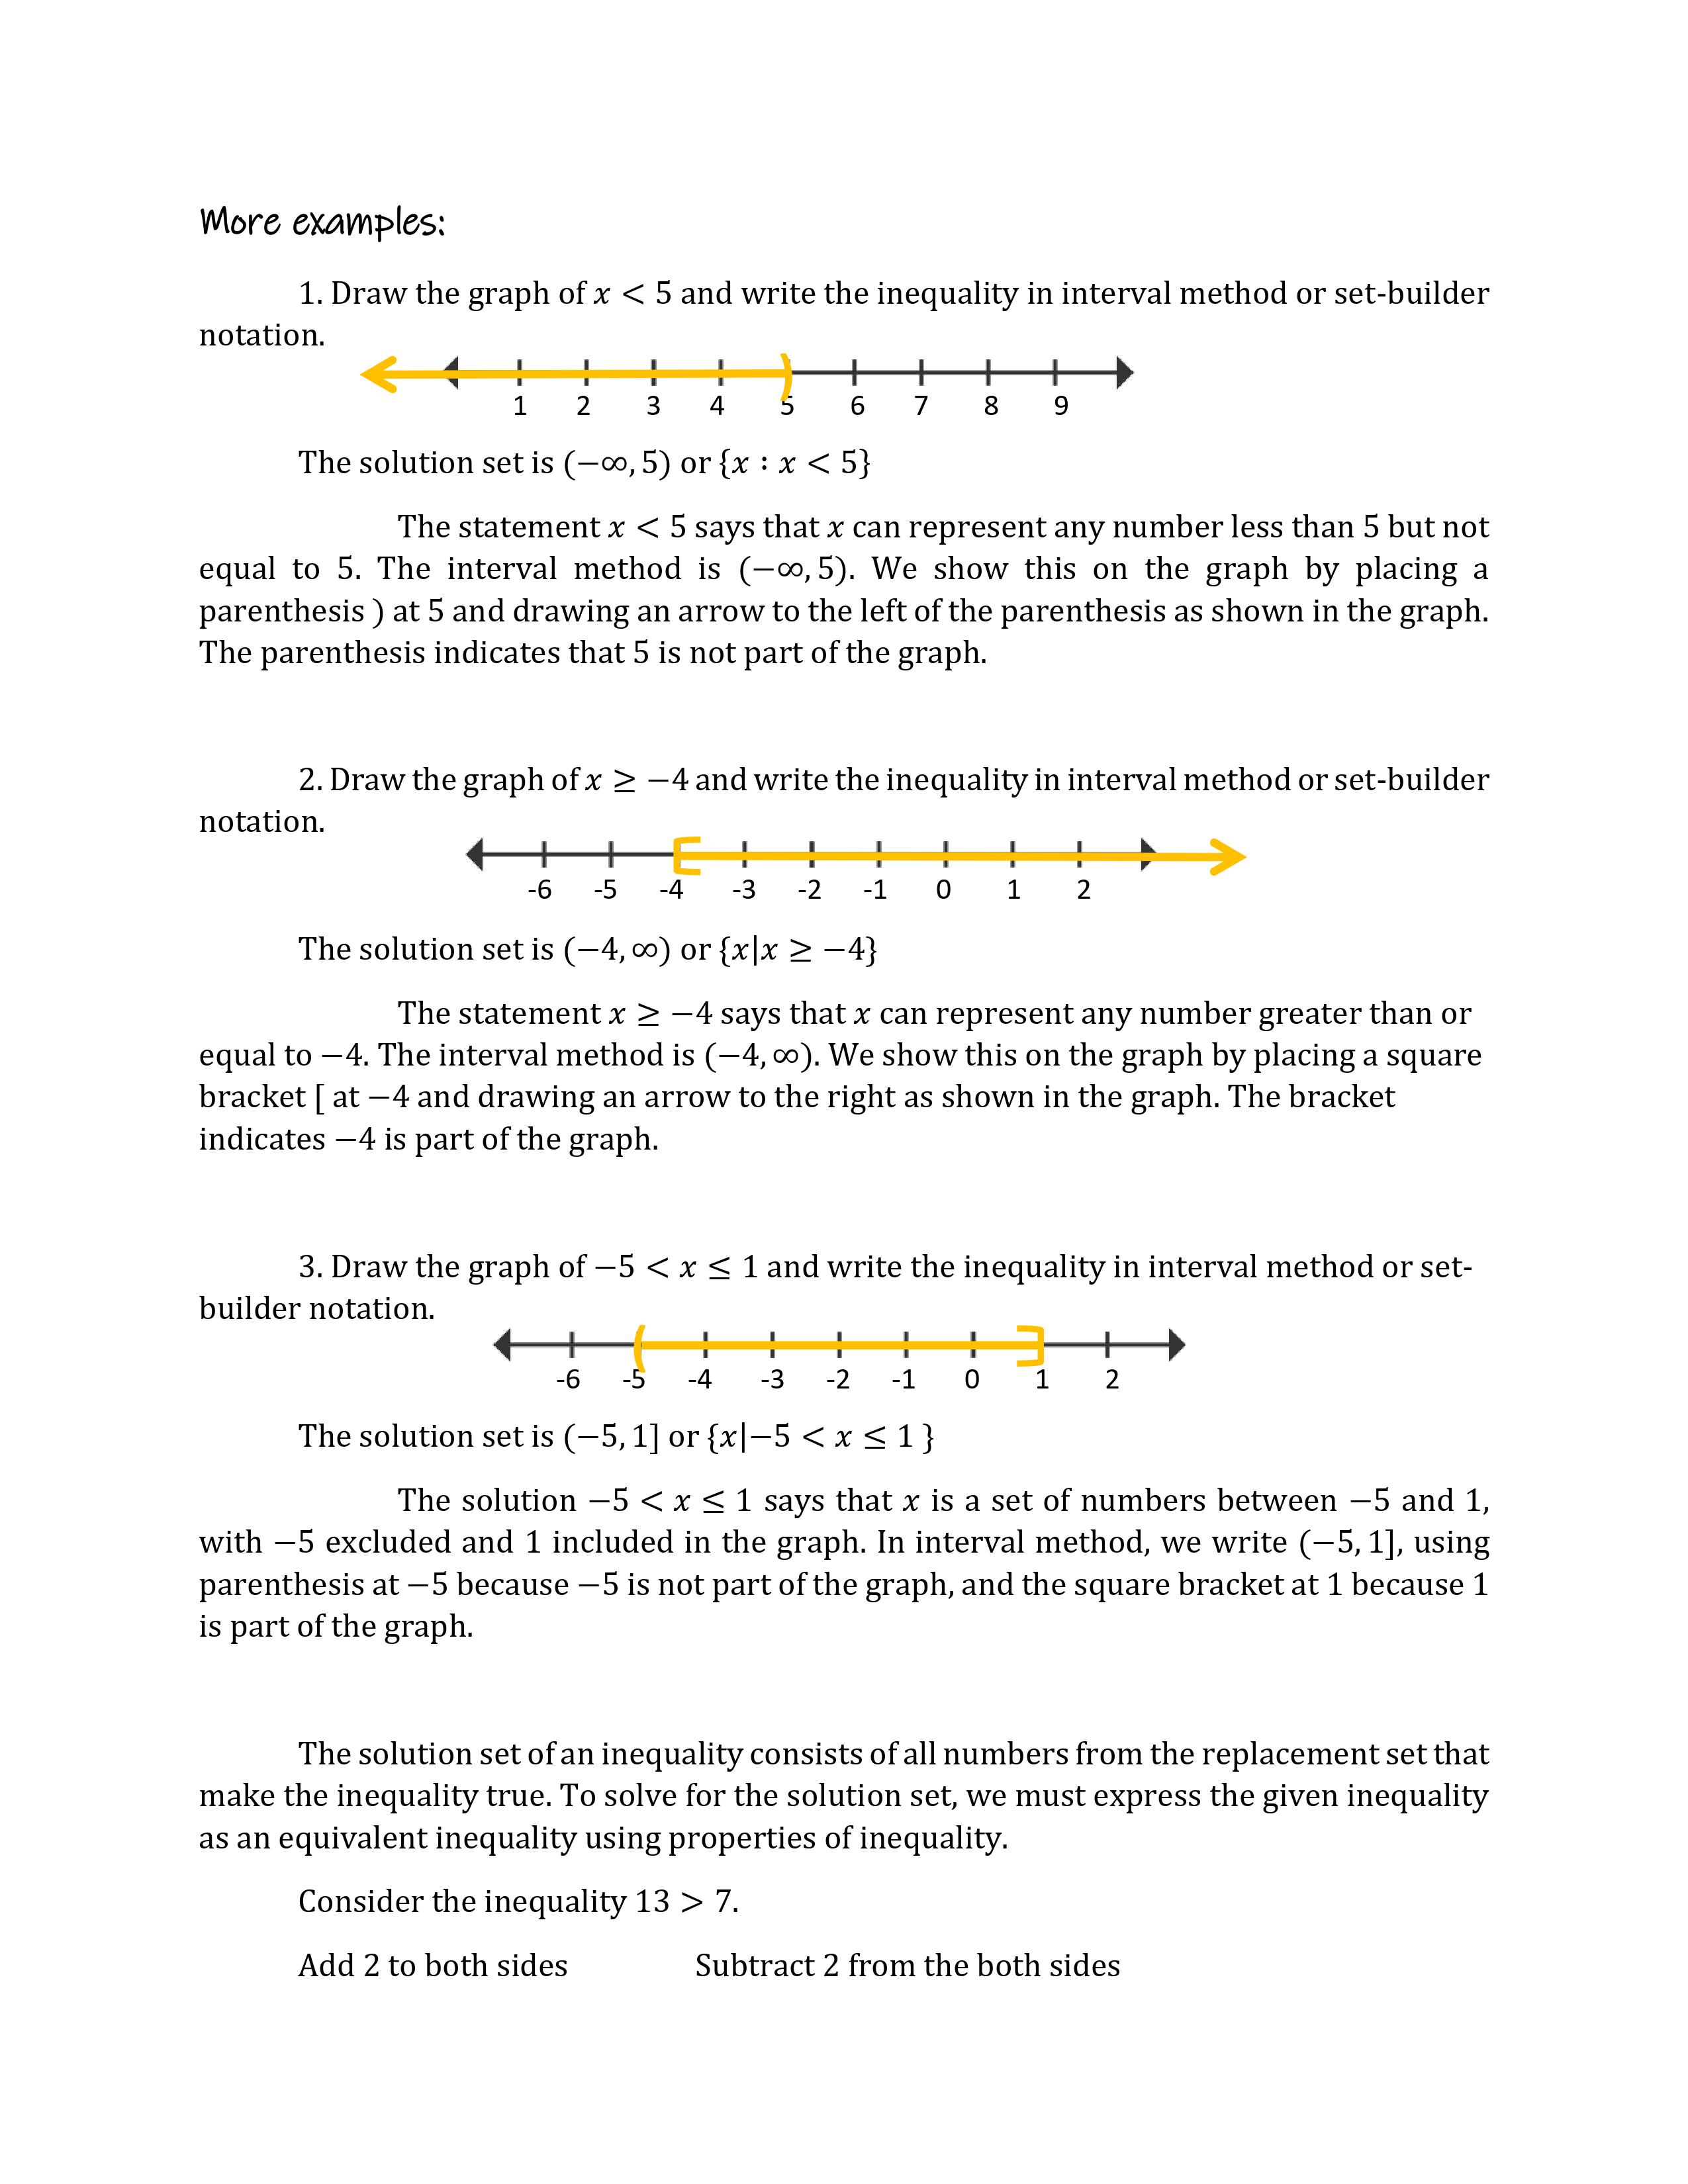 More examples:
1. Draw the graph of x < 5 and write the inequality in interval method or set-builder
notation.
1 2 3 4 5 6 7 8 9
The solution set is (−∞, 5) or {x : x < 5}
The statement x < 5 says that x can represent any number less than 5 but not
equal to 5. The interval method is (−∞, 5). We show this on the graph by placing a
parenthesis ) at 5 and drawing an arrow to the left of the parenthesis as shown in the graph.
The parenthesis indicates that 5 is not part of the graph.
2. Draw the graph of x ≥ −4 and write the inequality in interval method or set-builder
notation.
-6 -5 -4 -3 -2 -1 0 1 2
The solution set is (−4, ∞) or {x|x ≥ −4}
The statement x ≥ −4 says that x can represent any number greater than or
equal to −4. The interval method is (−4, ∞). We show this on the graph by placing a square
bracket [ at −4 and drawing an arrow to the right as shown in the graph. The bracket
indicates −4 is part of the graph.
3. Draw the graph of −5 < x ≤ 1 and write the inequality in interval method or set-
builder notation.
-6 -5 -4 -3 -2 -1 0 1 2
The solution set is (−5, 1] or {x|−5 < x ≤ 1 }
The solution −5 < x ≤ 1 says that x is a set of numbers between −5 and 1,
with −5 excluded and 1 included in the graph. In interval method, we write (−5, 1], using
parenthesis at −5 because −5 is not part of the graph, and the square bracket at 1 because 1
is part of the graph.
The solution set of an inequality consists of all numbers from the replacement set that
make the inequality true. To solve for the solution set, we must express the given inequality
as an equivalent inequality using properties of inequality.
Consider the inequality 13 > 7.
Add 2 to both sides Subtract 2 from the both sides